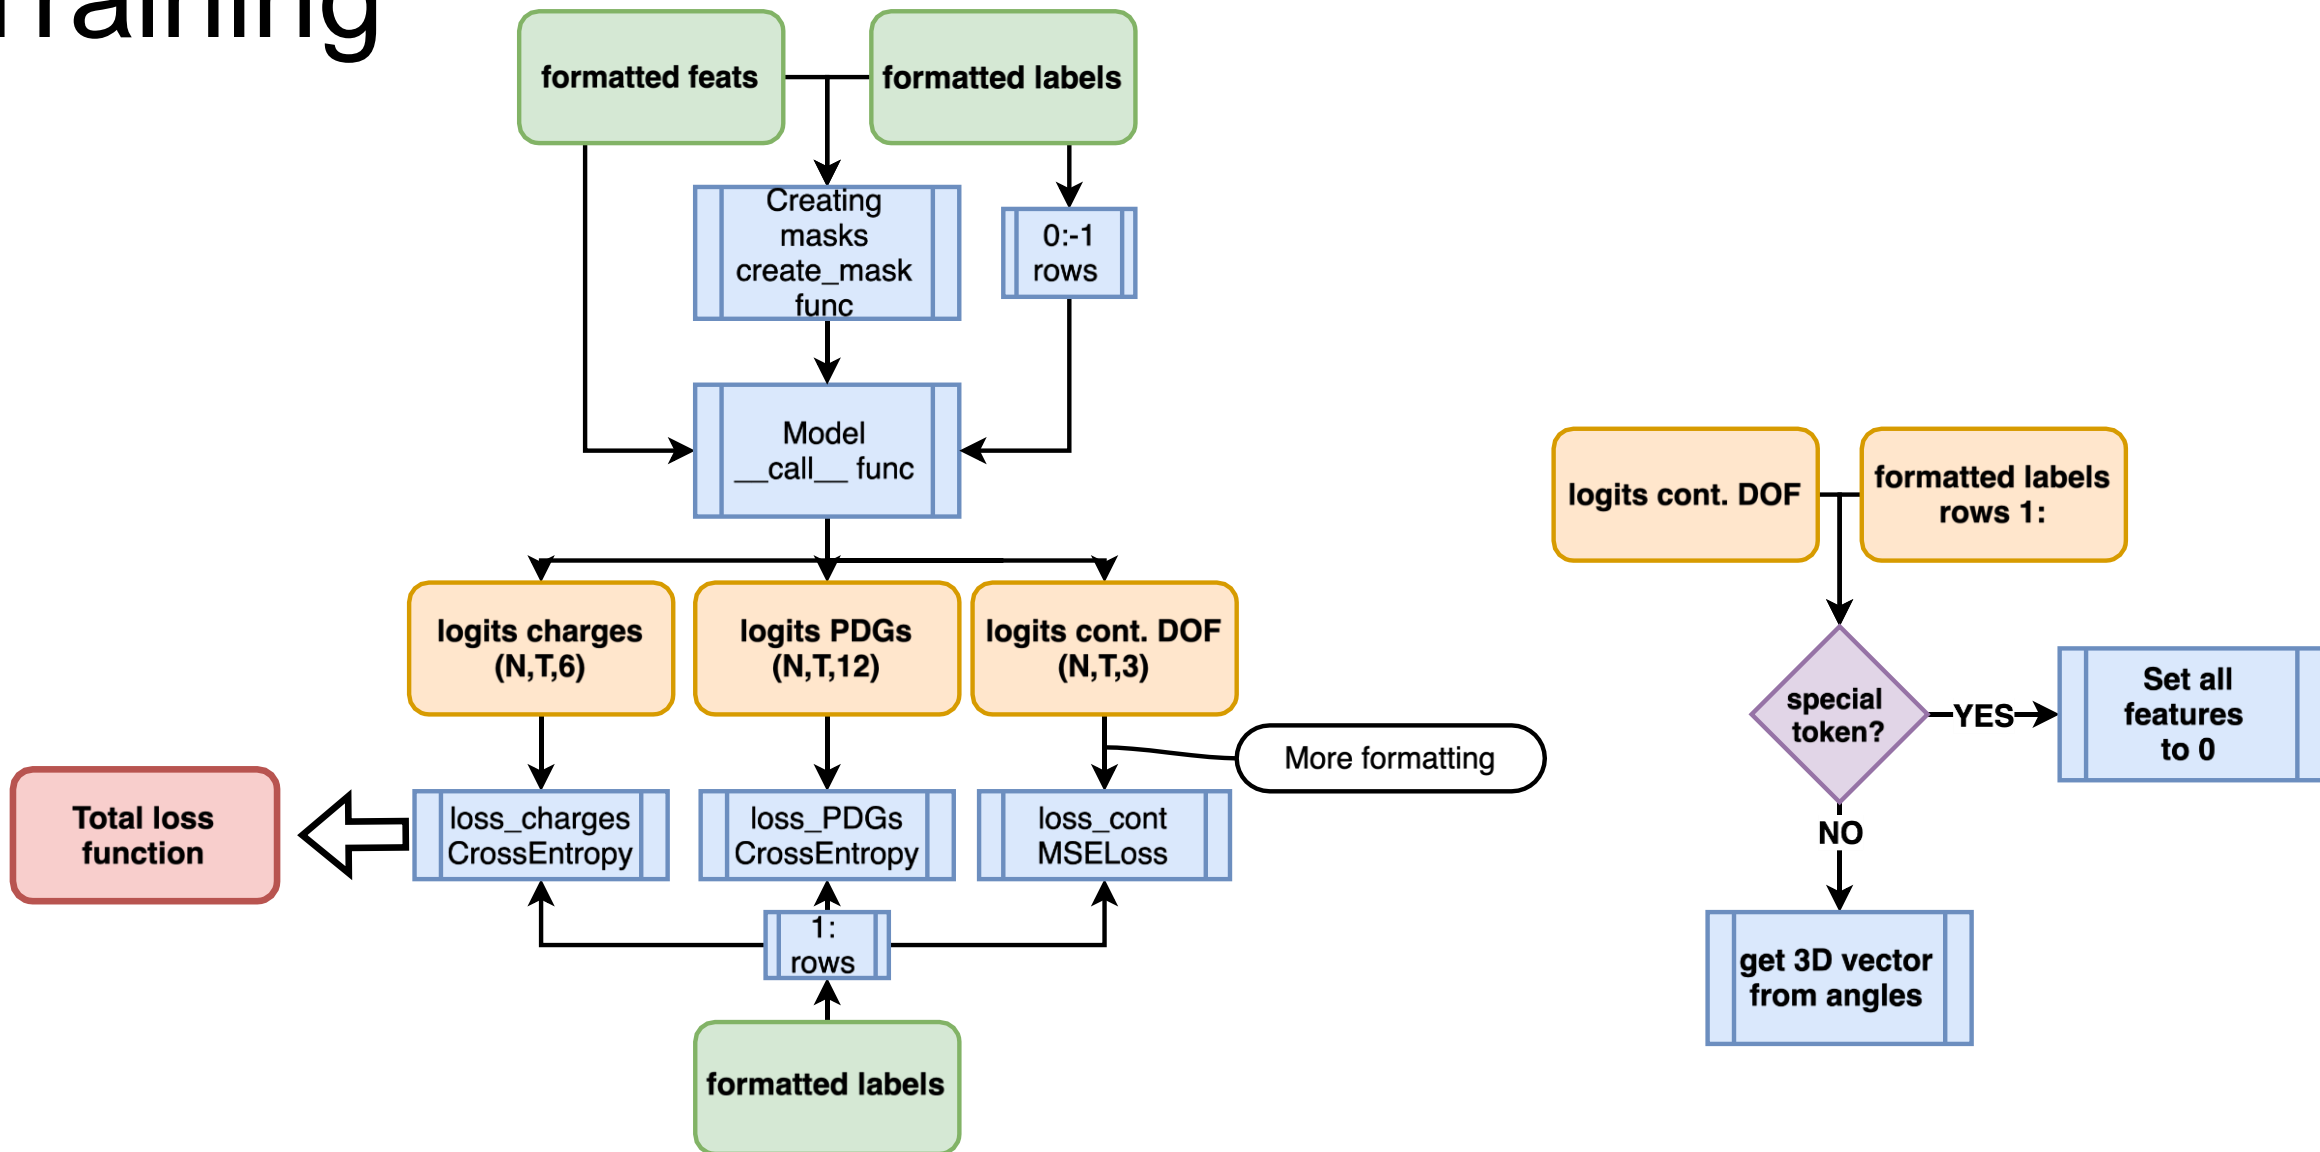 Training
formatted feats
formatted labels
Creating
masks
create_mask
func
0:-1
rows
Model
__call__ func
logits charges
(N,T,6)
logits PDGs
(N,T,12)
logits cont. DOF
(N,T,3)
More formatting
Total loss
function
loss_charges
CrossEntropy
loss_PDGs
CrossEntropy
loss_cont
MSELoss
1:
rows
formatted labels
logits cont. DOF
formatted labels
rows 1:
special
token?
YES
Set all
features
to 0
NO
get 3D vector
from angles